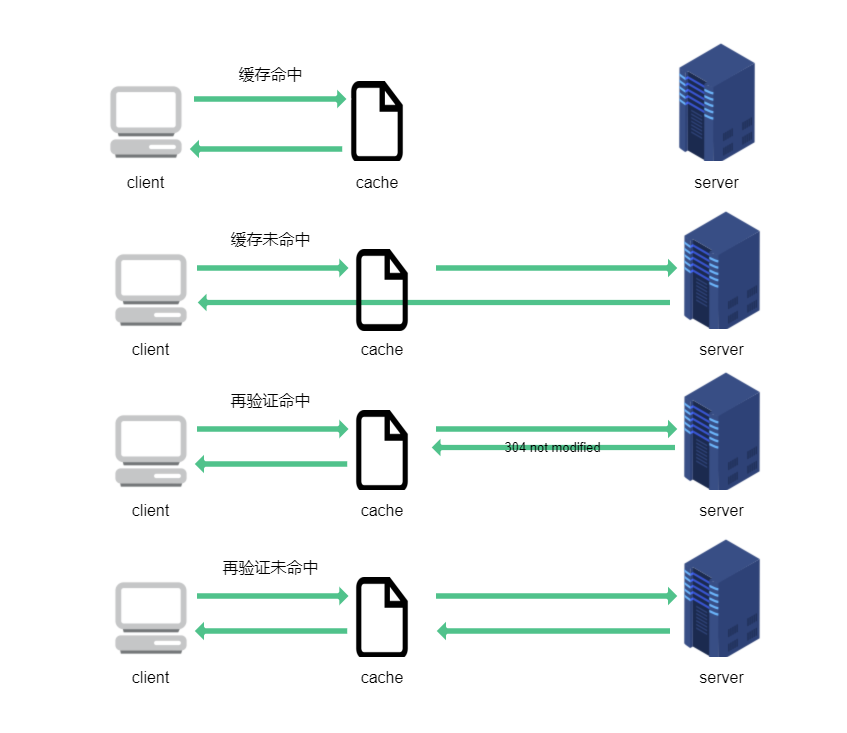 缓存命中
client
cache
server
缓存未命中
client
cache
server
再验证命中
304 not modified
client
cache
server
再验证未命中
client
cache
server